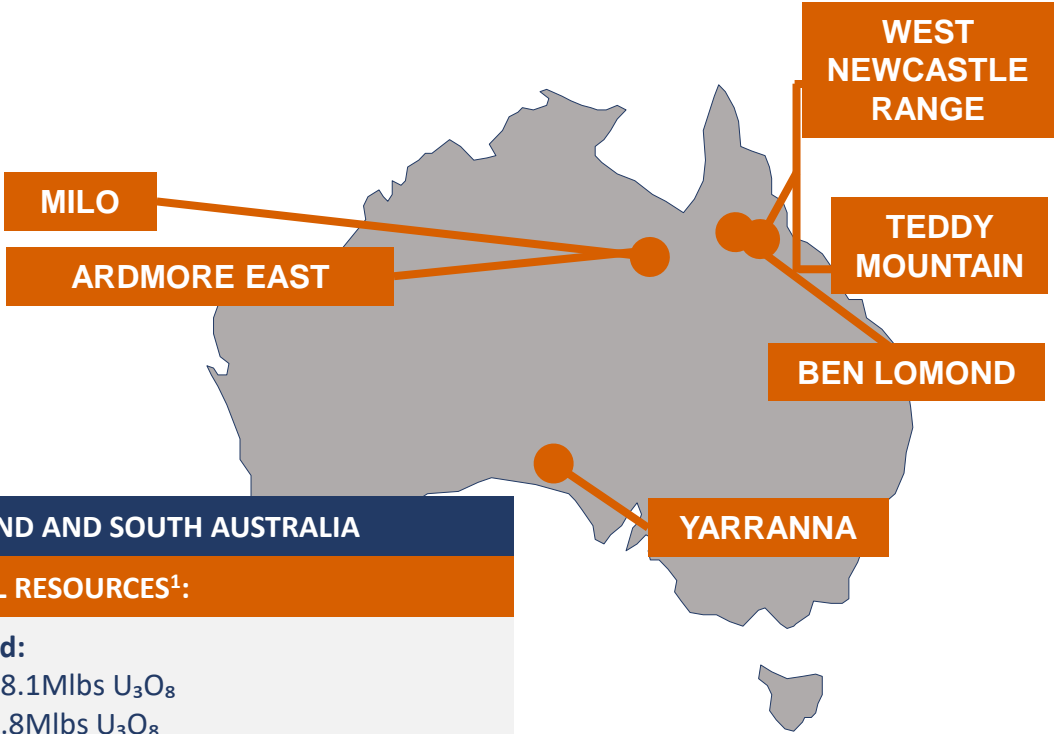 WEST
NEWCASTLE
RANGE
MILO
TEDDY
MOUNTAIN
ARDMORE EAST
BEN LOMOND
YARRANNA
AND SOUTH AUSTRALIA
RESOURCES¹:
8.1Mlbs U₃O₈
.8Mlbs U₃O₈